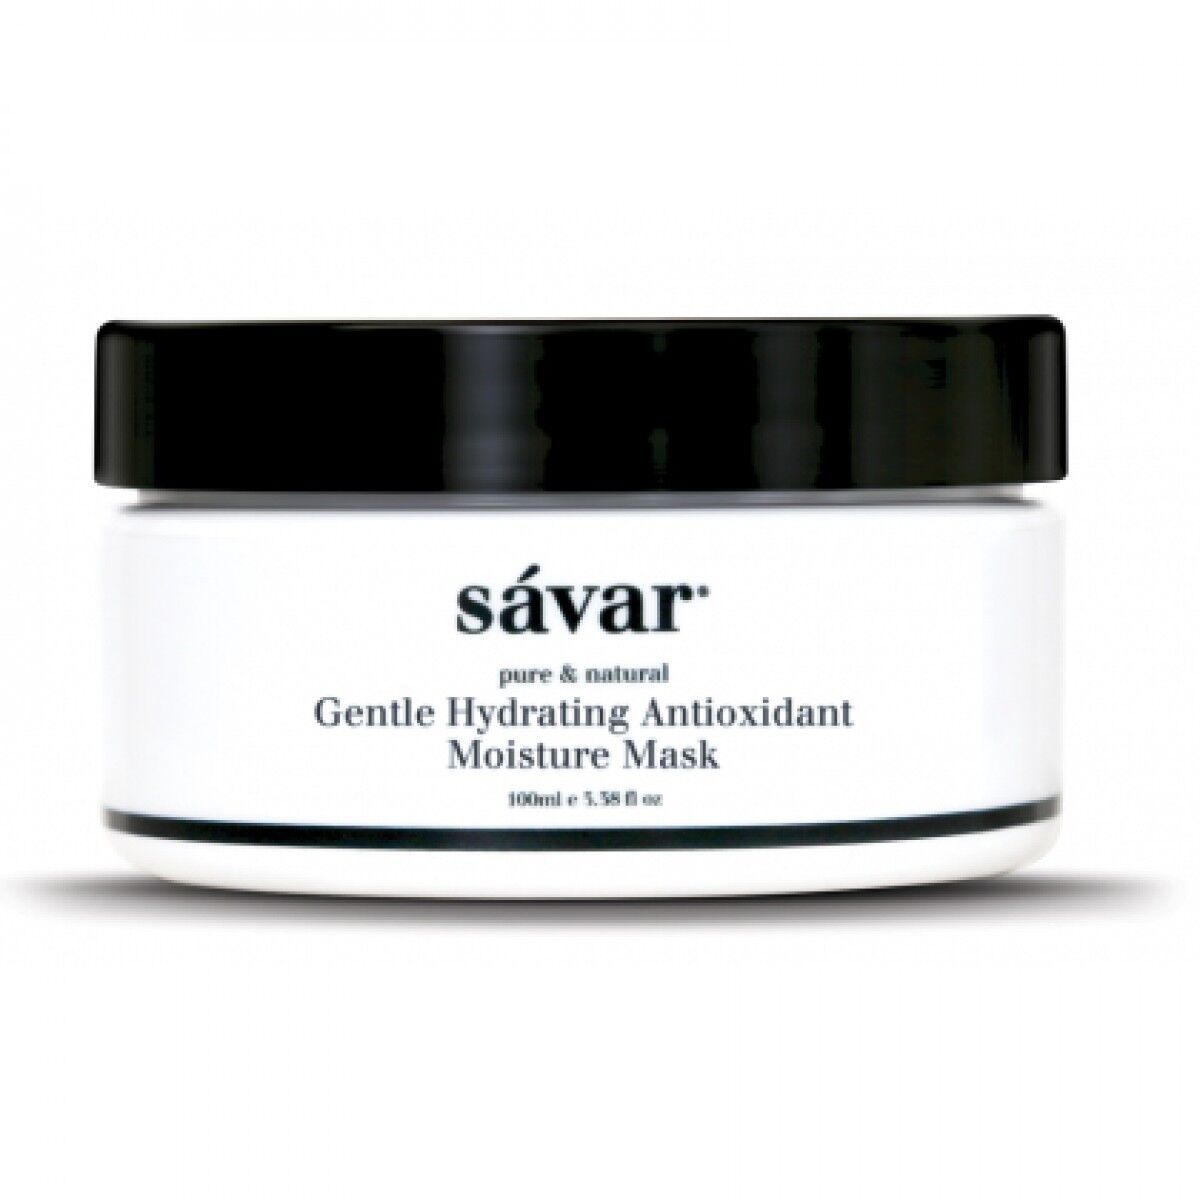 sávar
pure & natural
Gentle Hydrating Antioxidant
Moisture Mask
100ml e 3.38 fl oz